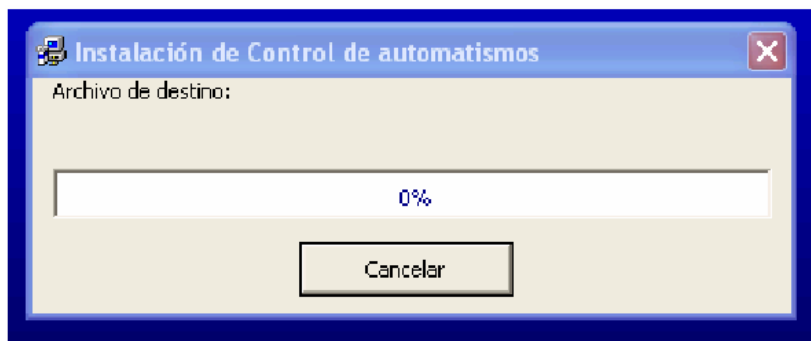 Instalación de Control de automatismos
Archivo de destino:
0%
Cancelar